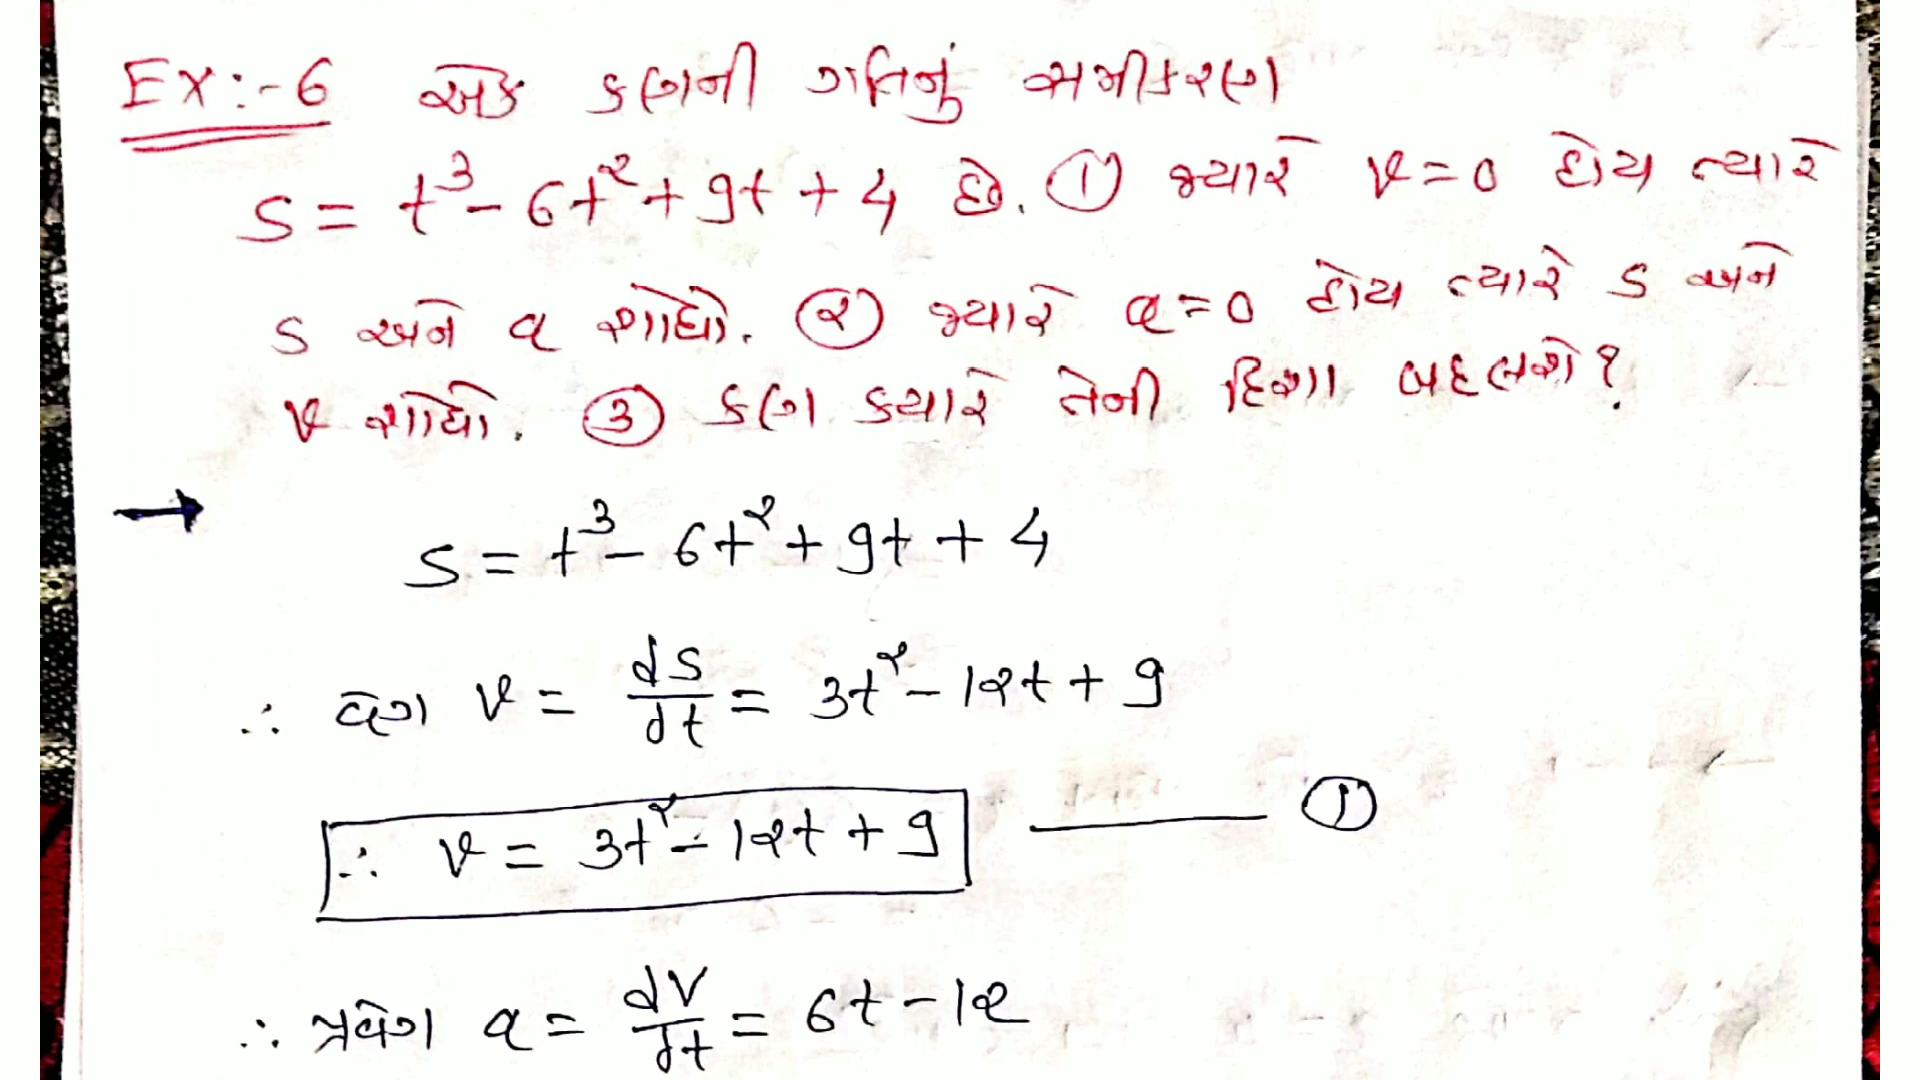 Ex:-6 એક કણની ગતિનું સમીકરણ
S = t³ - 6t² + 9t + 4 છે. ① જ્યારે v=0 હોય ત્યારે
S અને a શોધો. ② જ્યારે a=0 હોય ત્યારે S અને
v શોધો. ③ કણ કયારે તેની દિશા બદલશે?
→ S = t³ - 6t² + 9t + 4
∴ વેગ v = dS/dt = 3t² - 12t + 9
∴ v = 3t² - 12t + 9 ——— ①
∴ પ્રવેગ a = dV/dt = 6t - 12